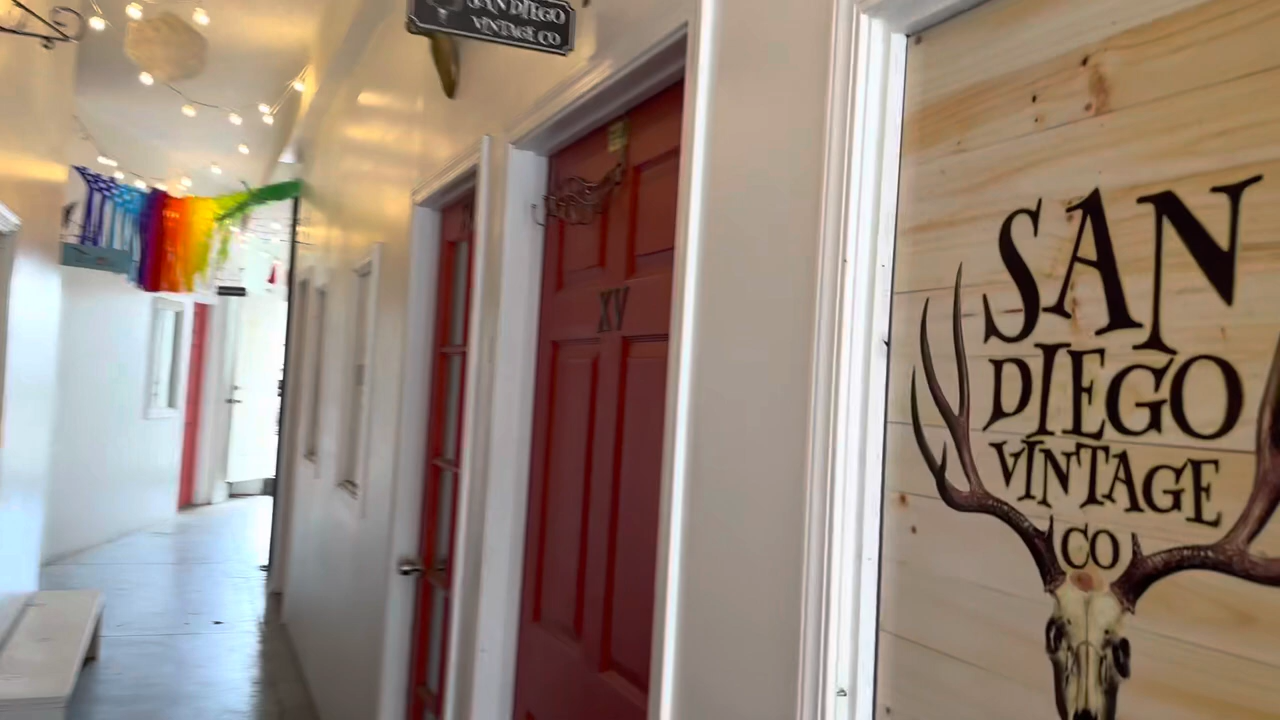 SAN DIEGO
VINTAGE CO
XV
SAN
DIEGO
VINTAGE
CO